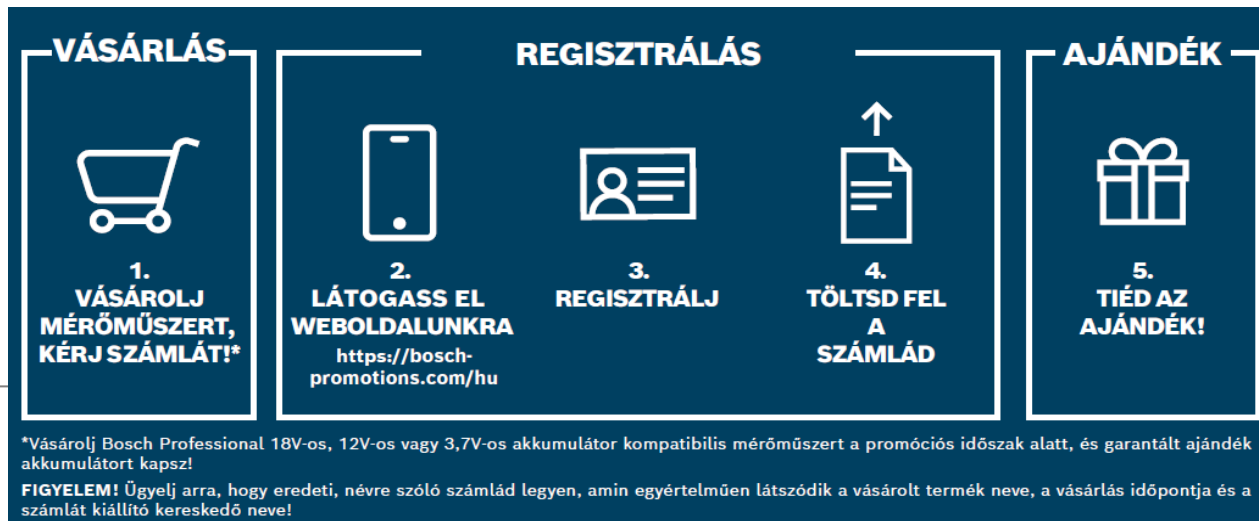 VÁSÁRLÁS
1.
VÁSÁROLJ
MÉRŐMŰSZERT,
KÉRJ SZÁMLÁT!*
REGISZTRÁLÁS
2.
LÁTOGASS EL
WEBOLDALUNKRA
https://bosch-
promotions.com/hu
3.
REGISZTRÁLJ
4.
TÖLTSD FEL
A
SZÁMLÁD
AJÁNDÉK
5.
TIÉD AZ
AJÁNDÉK!
*Vásárolj Bosch Professional 18V-os, 12V-os vagy 3,7V-os akkumulátor kompatibilis mérőműszert a promóciós időszak alatt, és garantált ajándék
akkumulátort kapsz!
FIGYELEM! Ügyelj arra, hogy eredeti, névre szóló számlád legyen, amin egyértelműen látszódik a vásárolt termék neve, a vásárlás időpontja és a
számlát kiállító kereskedő neve!